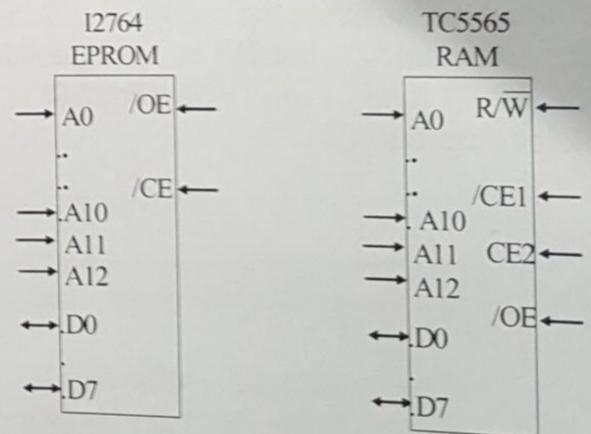 I2764
EPROM
A0
/OE
..
..
/CE
.A10
A11
A12
.D0
.
.D7
TC5565
RAM
A0
R/W̅
..
..
/CE1
. A10
A11
CE2
A12
/OE
.D0
.
.D7